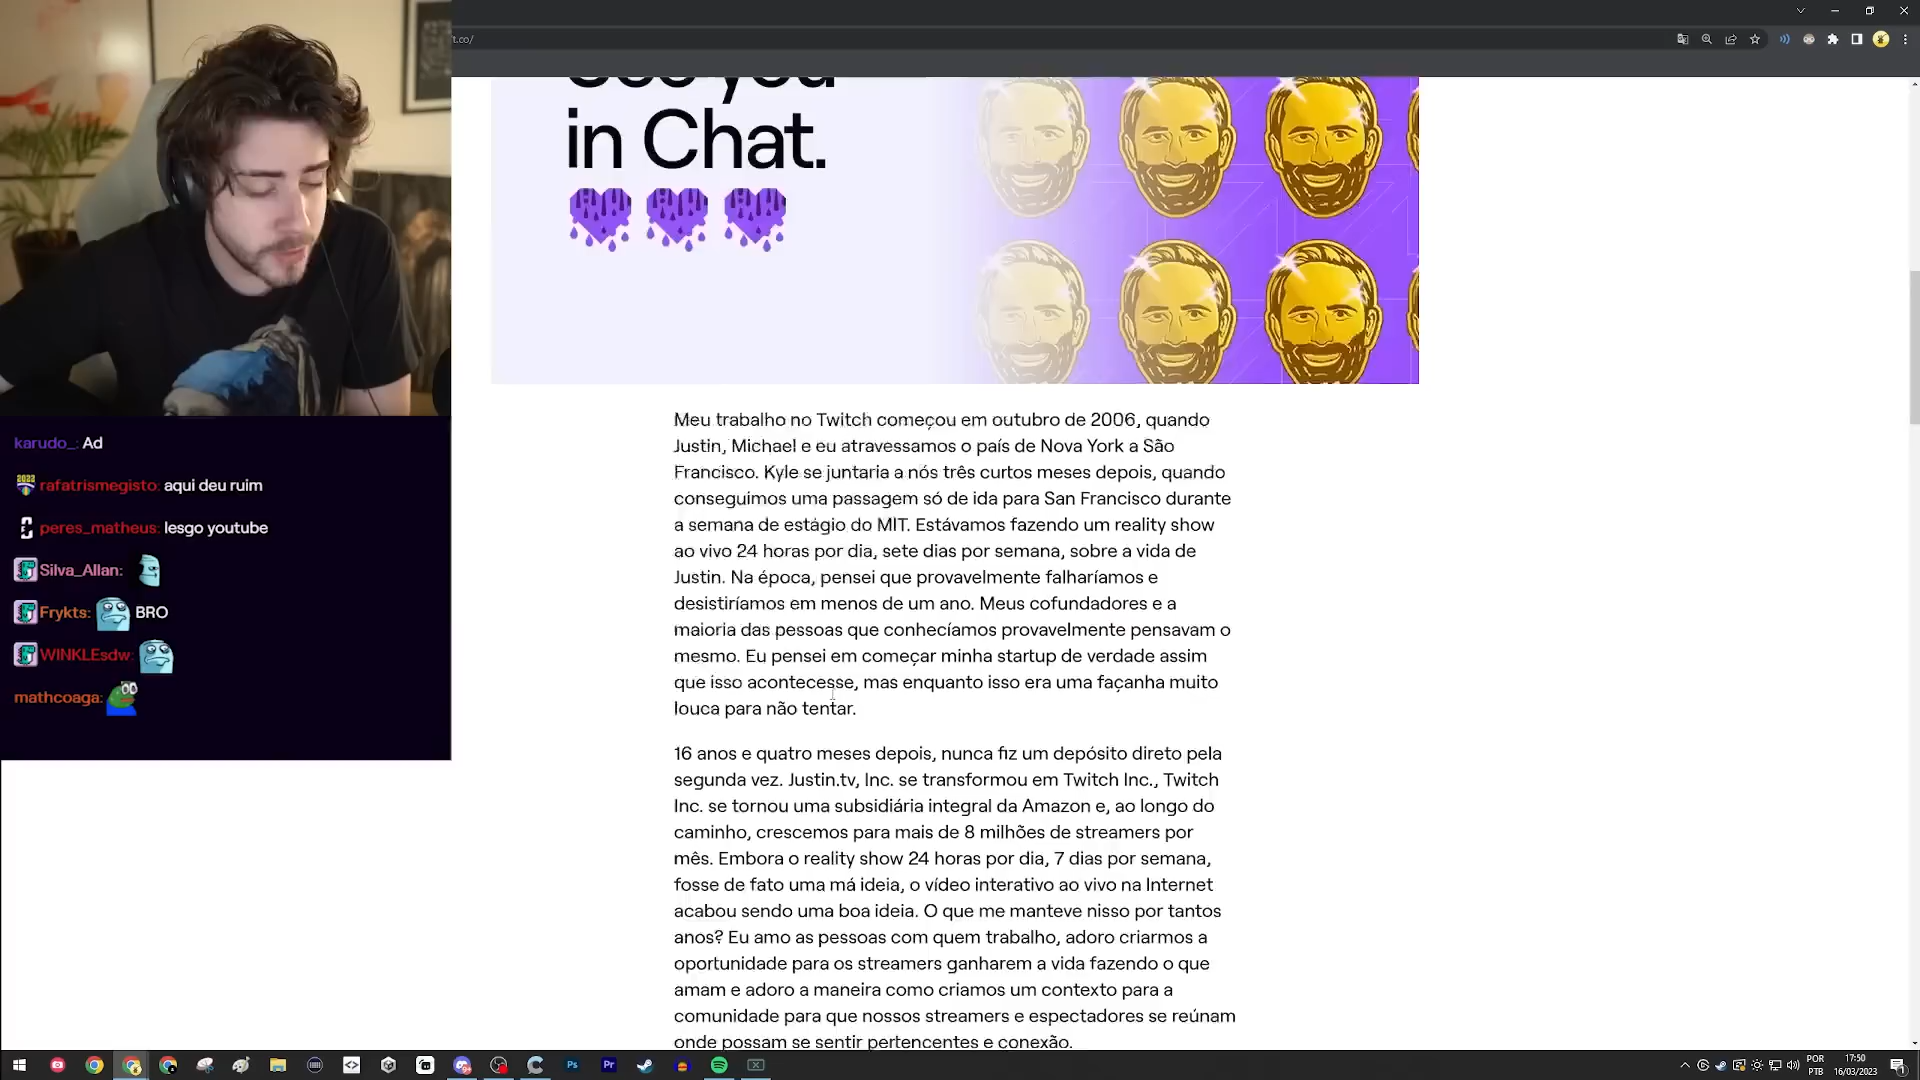 t.co/
See you
in Chat.
karudo_: Ad
rafatrismegisto: aqui deu ruim
peres_matheus: lesgo youtube
Silva_Allan:
Frykts: BRO
WINKLEsdw:
mathcoaga:
Meu trabalho no Twitch começou em outubro de 2006, quando
Justin, Michael e eu atravessamos o país de Nova York a São
Francisco. Kyle se juntaria a nós três curtos meses depois, quando
conseguimos uma passagem só de ida para San Francisco durante
a semana de estágio do MIT. Estávamos fazendo um reality show
ao vivo 24 horas por dia, sete dias por semana, sobre a vida de
Justin. Na época, pensei que provavelmente falharíamos e
desistiríamos em menos de um ano. Meus cofundadores e a
maioria das pessoas que conhecíamos provavelmente pensavam o
mesmo. Eu pensei em começar minha startup de verdade assim
que isso acontecesse, mas enquanto isso era uma façanha muito
louca para não tentar.
16 anos e quatro meses depois, nunca fiz um depósito direto pela
segunda vez. Justin.tv, Inc. se transformou em Twitch Inc., Twitch
Inc. se tornou uma subsidiária integral da Amazon e, ao longo do
caminho, crescemos para mais de 8 milhões de streamers por
mês. Embora o reality show 24 horas por dia, 7 dias por semana,
fosse de fato uma má ideia, o vídeo interativo ao vivo na Internet
acabou sendo uma boa ideia. O que me manteve nisso por tantos
anos? Eu amo as pessoas com quem trabalho, adoro criarmos a
oportunidade para os streamers ganharem a vida fazendo o que
amam e adoro a maneira como criamos um contexto para a
comunidade para que nossos streamers e espectadores se reúnam
onde possam se sentir pertencentes e conexão.
Ps
Pr
POR
PTB
17:50
16/03/2023